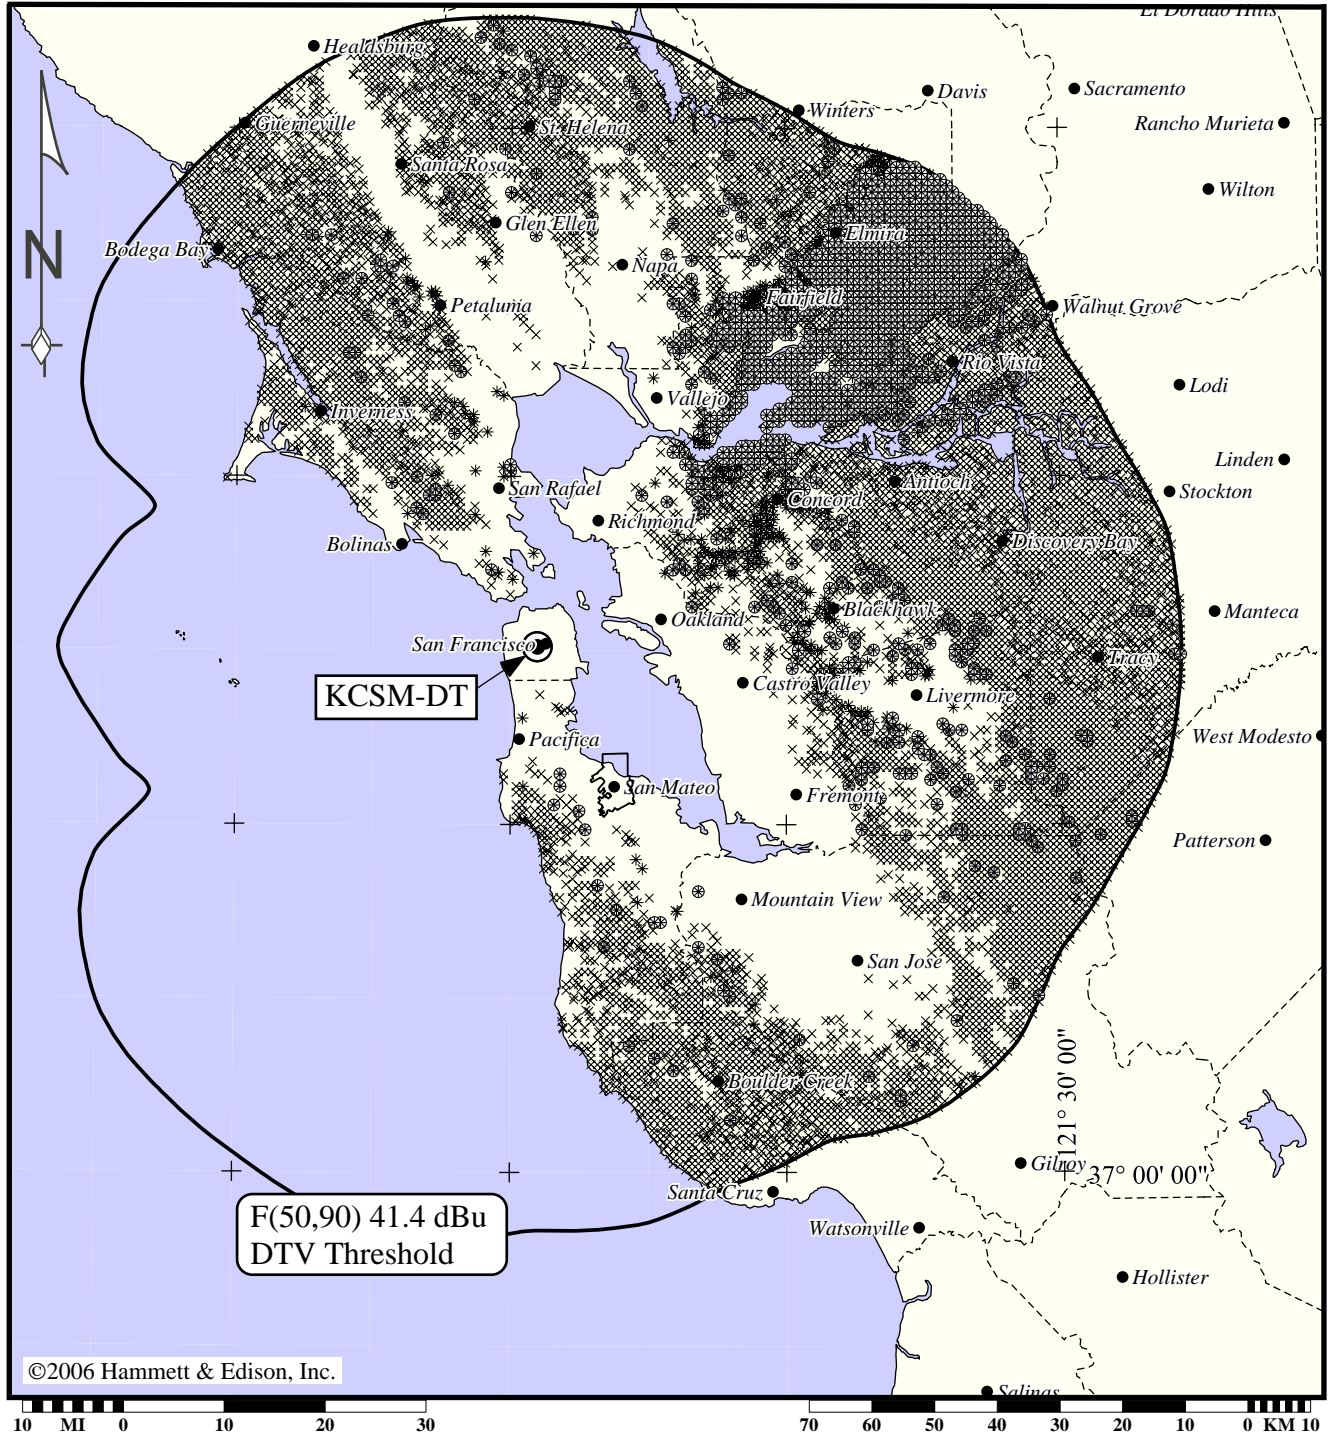 El Dorado Hills
Healdsburg
Davis
Sacramento
Winters
Rancho Murieta
Guerneville
St. Helena
Santa Rosa
Wilton
Glen Ellen
Elmira
N
Bodega Bay
Napa
Fairfield
Petaluma
Walnut Grove
Rio Vista
Lodi
Vallejo
Inverness
Linden
Antioch
San Rafael
Stockton
Concord
Richmond
Discovery Bay
Bolinas
Blackhawk
Manteca
Oakland
San Francisco
Tracy
Castro Valley
KCSM-DT
Livermore
Pacifica
West Modesto
San Mateo
Fremont
Patterson
Mountain View
San Jose
Boulder Creek
121° 30' 00"
Gilroy
37° 00' 00"
Santa Cruz
F(50,90) 41.4 dBu
DTV Threshold
Watsonville
Hollister
©2006 Hammett & Edison, Inc.
Salinas
10 MI 0 10 20 30
70 60 50 40 30 20 10 0 KM 10